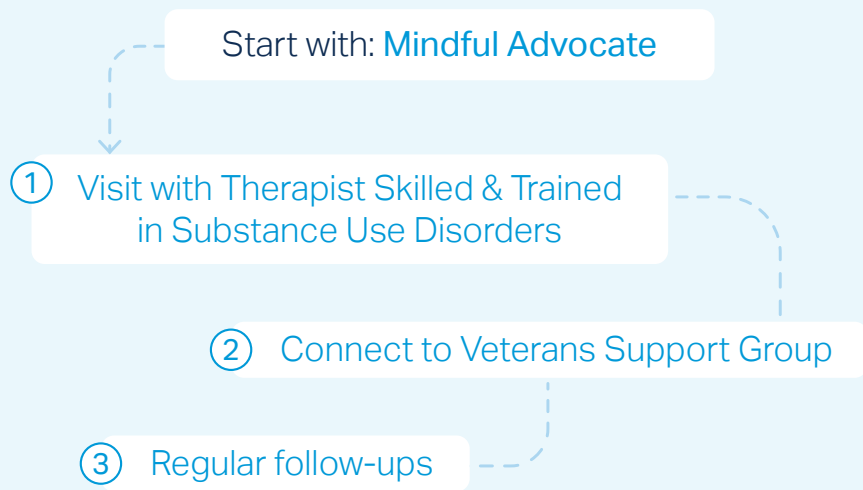 Start with: Mindful Advocate
1
Visit with Therapist Skilled & Trained
in Substance Use Disorders
2
Connect to Veterans Support Group
3
Regular follow-ups